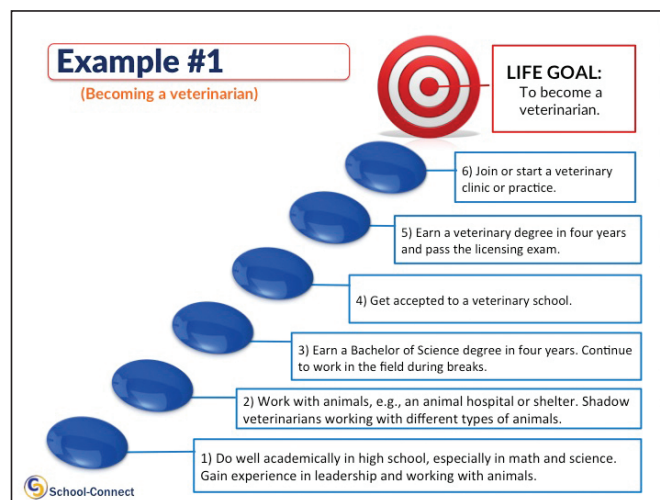 Example #1
(Becoming a veterinarian)
LIFE GOAL:
To become a
veterinarian.
6) Join or start a veterinary
clinic or practice.
5) Earn a veterinary degree in four years
and pass the licensing exam.
4) Get accepted to a veterinary school.
3) Earn a Bachelor of Science degree in four years. Continue
to work in the field during breaks.
2) Work with animals, e.g., an animal hospital or shelter. Shadow
veterinarians working with different types of animals.
1) Do well academically in high school, especially in math and science.
Gain experience in leadership and working with animals.
School-Connect